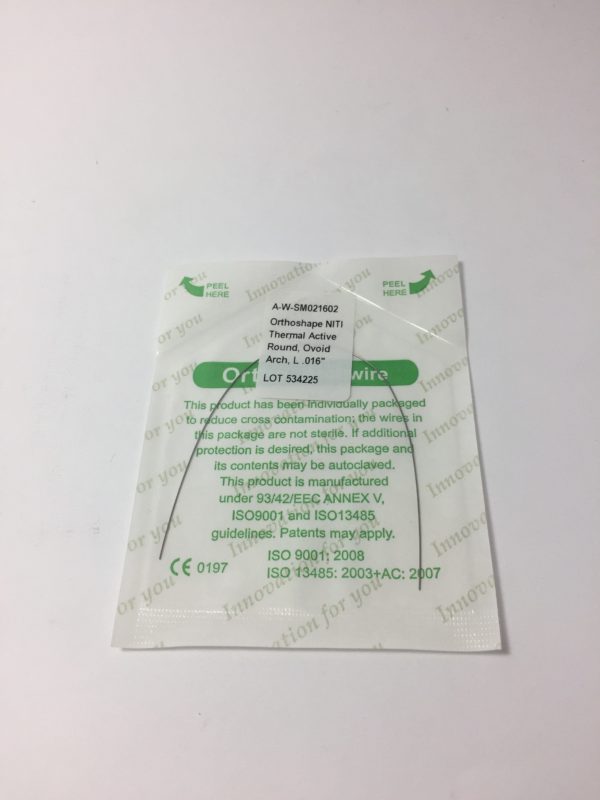 PEEL
HERE
PEEL
HERE
A-W-SM021602
Orthoshape NITI
Thermal Active
Round, Ovoid
Arch, L .016"
LOT 534225
This product has been individually packaged
to reduce cross contamination; the wires in
this package are not sterile. If additional
protection is desired, this package and
its contents may be autoclaved.
This product is manufactured
under 93/42/EEC ANNEX V,
ISO9001 and ISO13485
guidelines. Patents may apply.
CE 0197
ISO 9001: 2008
ISO 13485: 2003+AC: 2007
Innovation for you